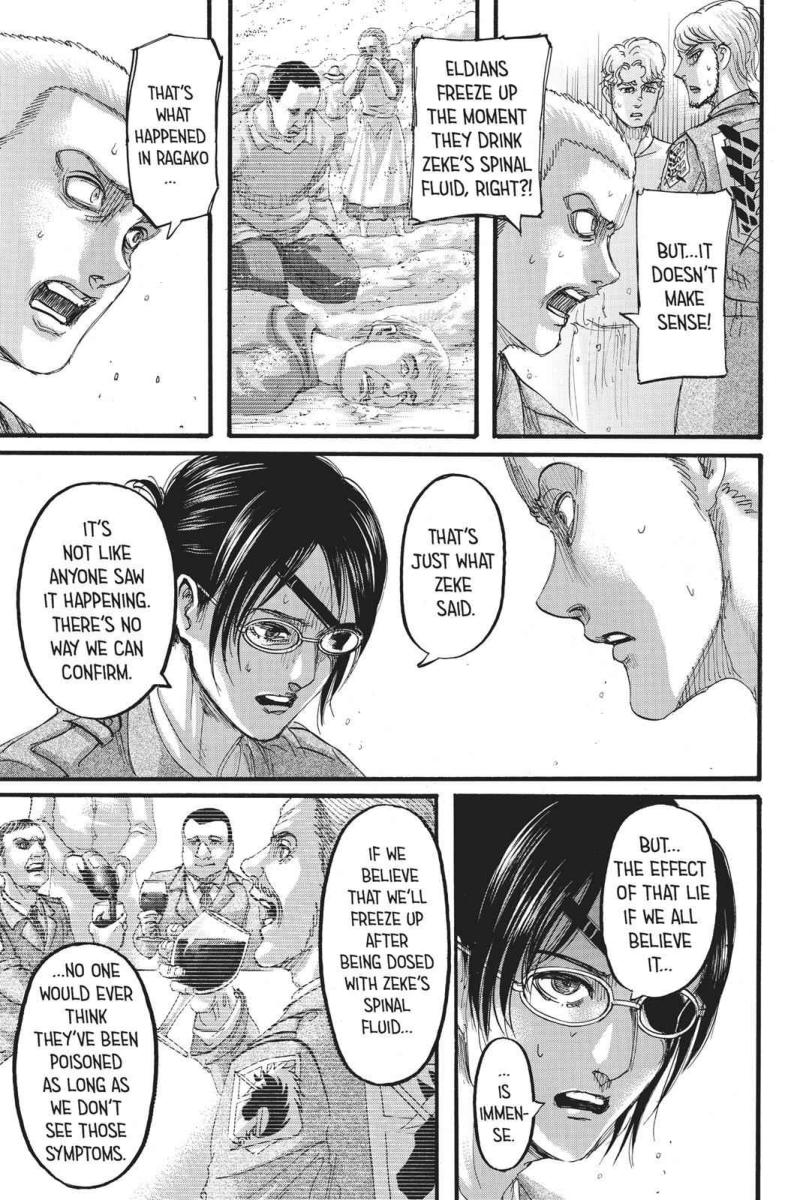 BUT...IT
DOESN'T
MAKE
SENSE!
ELDIANS
FREEZE UP
THE MOMENT
THEY DRINK
ZEKE'S SPINAL
FLUID, RIGHT?!
THAT'S
WHAT
HAPPENED
IN RAGAKO
...
THAT'S
JUST WHAT
ZEKE
SAID.
IT'S
NOT LIKE
ANYONE SAW
IT HAPPENING.
THERE'S NO
WAY WE CAN
CONFIRM.
BUT...
THE EFFECT
OF THAT LIE
IF WE ALL
BELIEVE
IT...
...IS
IMMEN-
SE.
IF WE
BELIEVE
THAT WE'LL
FREEZE UP
AFTER
BEING DOSED
WITH ZEKE'S
SPINAL
FLUID...
...NO ONE
WOULD EVER
THINK
THEY'VE BEEN
POISONED
AS LONG AS
WE DON'T
SEE THOSE
SYMPTOMS.